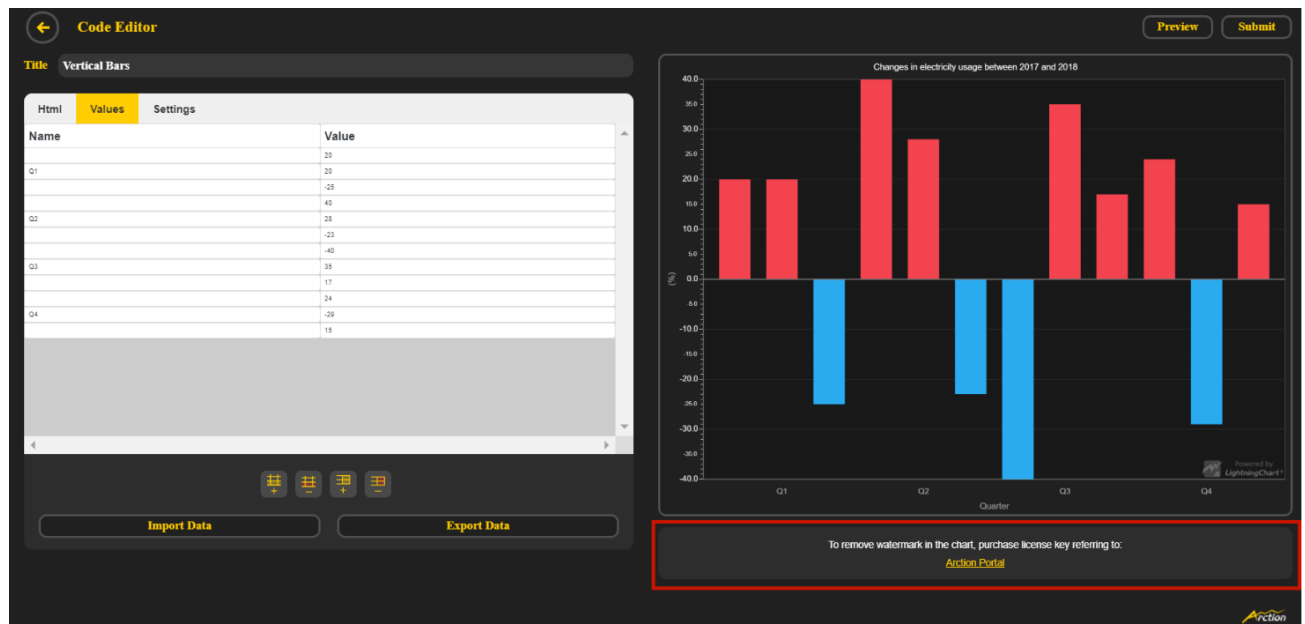 Code Editor
Preview
Submit
Title Vertical Bars
Html Values Settings
Name Value
20
Q1 20
-25
40
Q2 28
-23
-40
Q3 35
17
24
Q4 -29
15
Import Data
Export Data
Changes in electricity usage between 2017 and 2018
40.0
35.0
30.0
25.0
20.0
15.0
10.0
5.0
0.0
-5.0
-10.0
-15.0
-20.0
-25.0
-30.0
-35.0
-40.0
(%)
Q1 Q2 Q3 Q4
Quarter
Powered by
LightningChart®
To remove watermark in the chart, purchase license key referring to:
Arction Portal
Arction